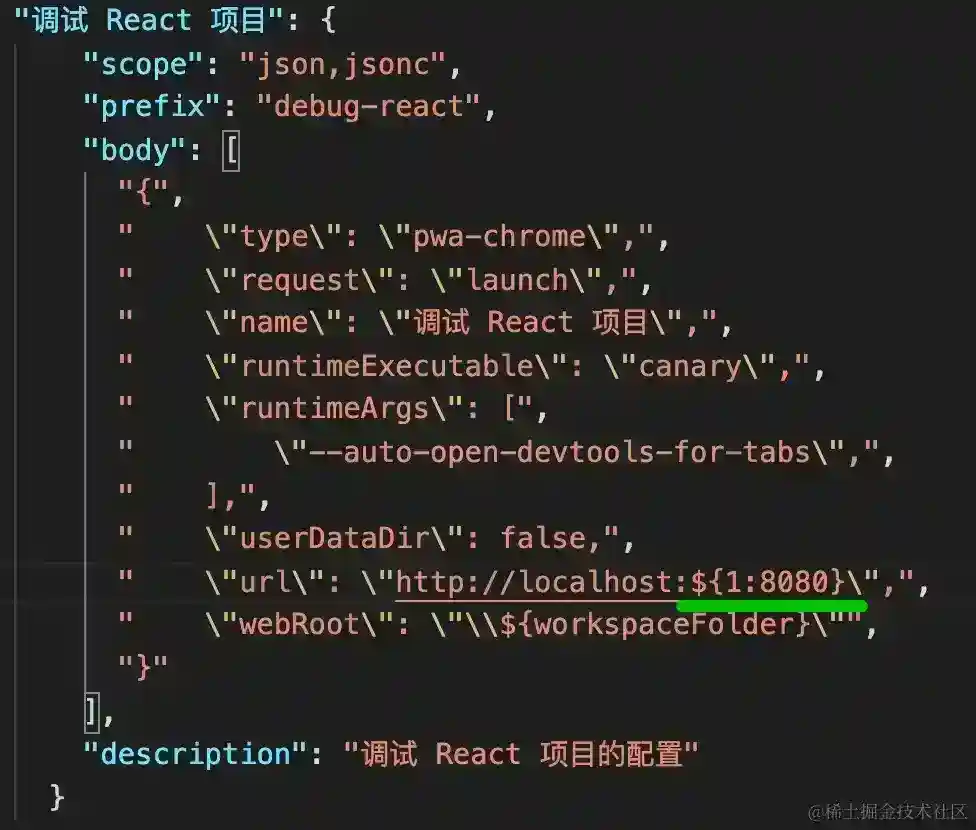 "调试 React 项目": {
"scope": "json,jsonc",
"prefix": "debug-react",
"body": [
"{",
"    \"type\": \"pwa-chrome\",",
"    \"request\": \"launch\",",
"    \"name\": \"调试 React 项目\",",
"    \"runtimeExecutable\": \"canary\",",
"    \"runtimeArgs\": [",
"        \"--auto-open-devtools-for-tabs\",",
"    ],",
"    \"userDataDir\": false,",
"    \"url\": \"http://localhost:${1:8080}\",",
"    \"webRoot\": \"\\${workspaceFolder}\"",
"}"
],
"description": "调试 React 项目的配置"
}
@稀土掘金技术社区